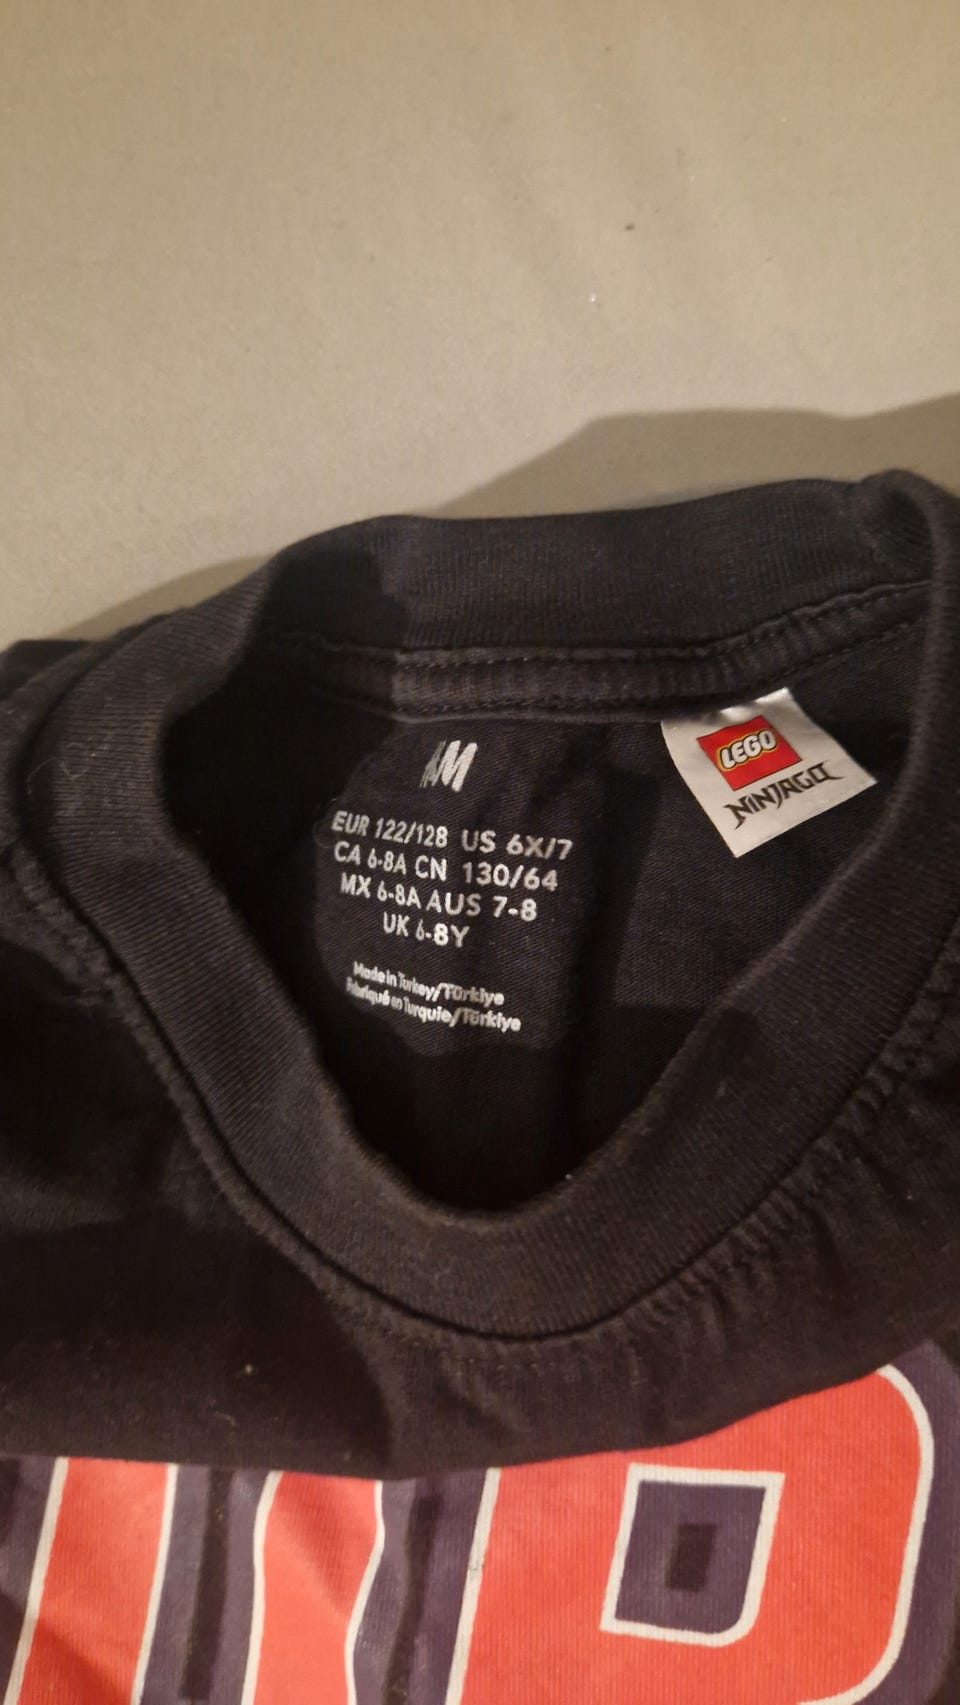 HM
LEGO
NINJAGO
EUR 122/128 US 6X/7
CA 6-8A CN 130/64
MX 6-8A AUS 7-8
UK 6-8Y
Made in Turkey/Türkiye
Fabriqué en Turquie/Türkiye